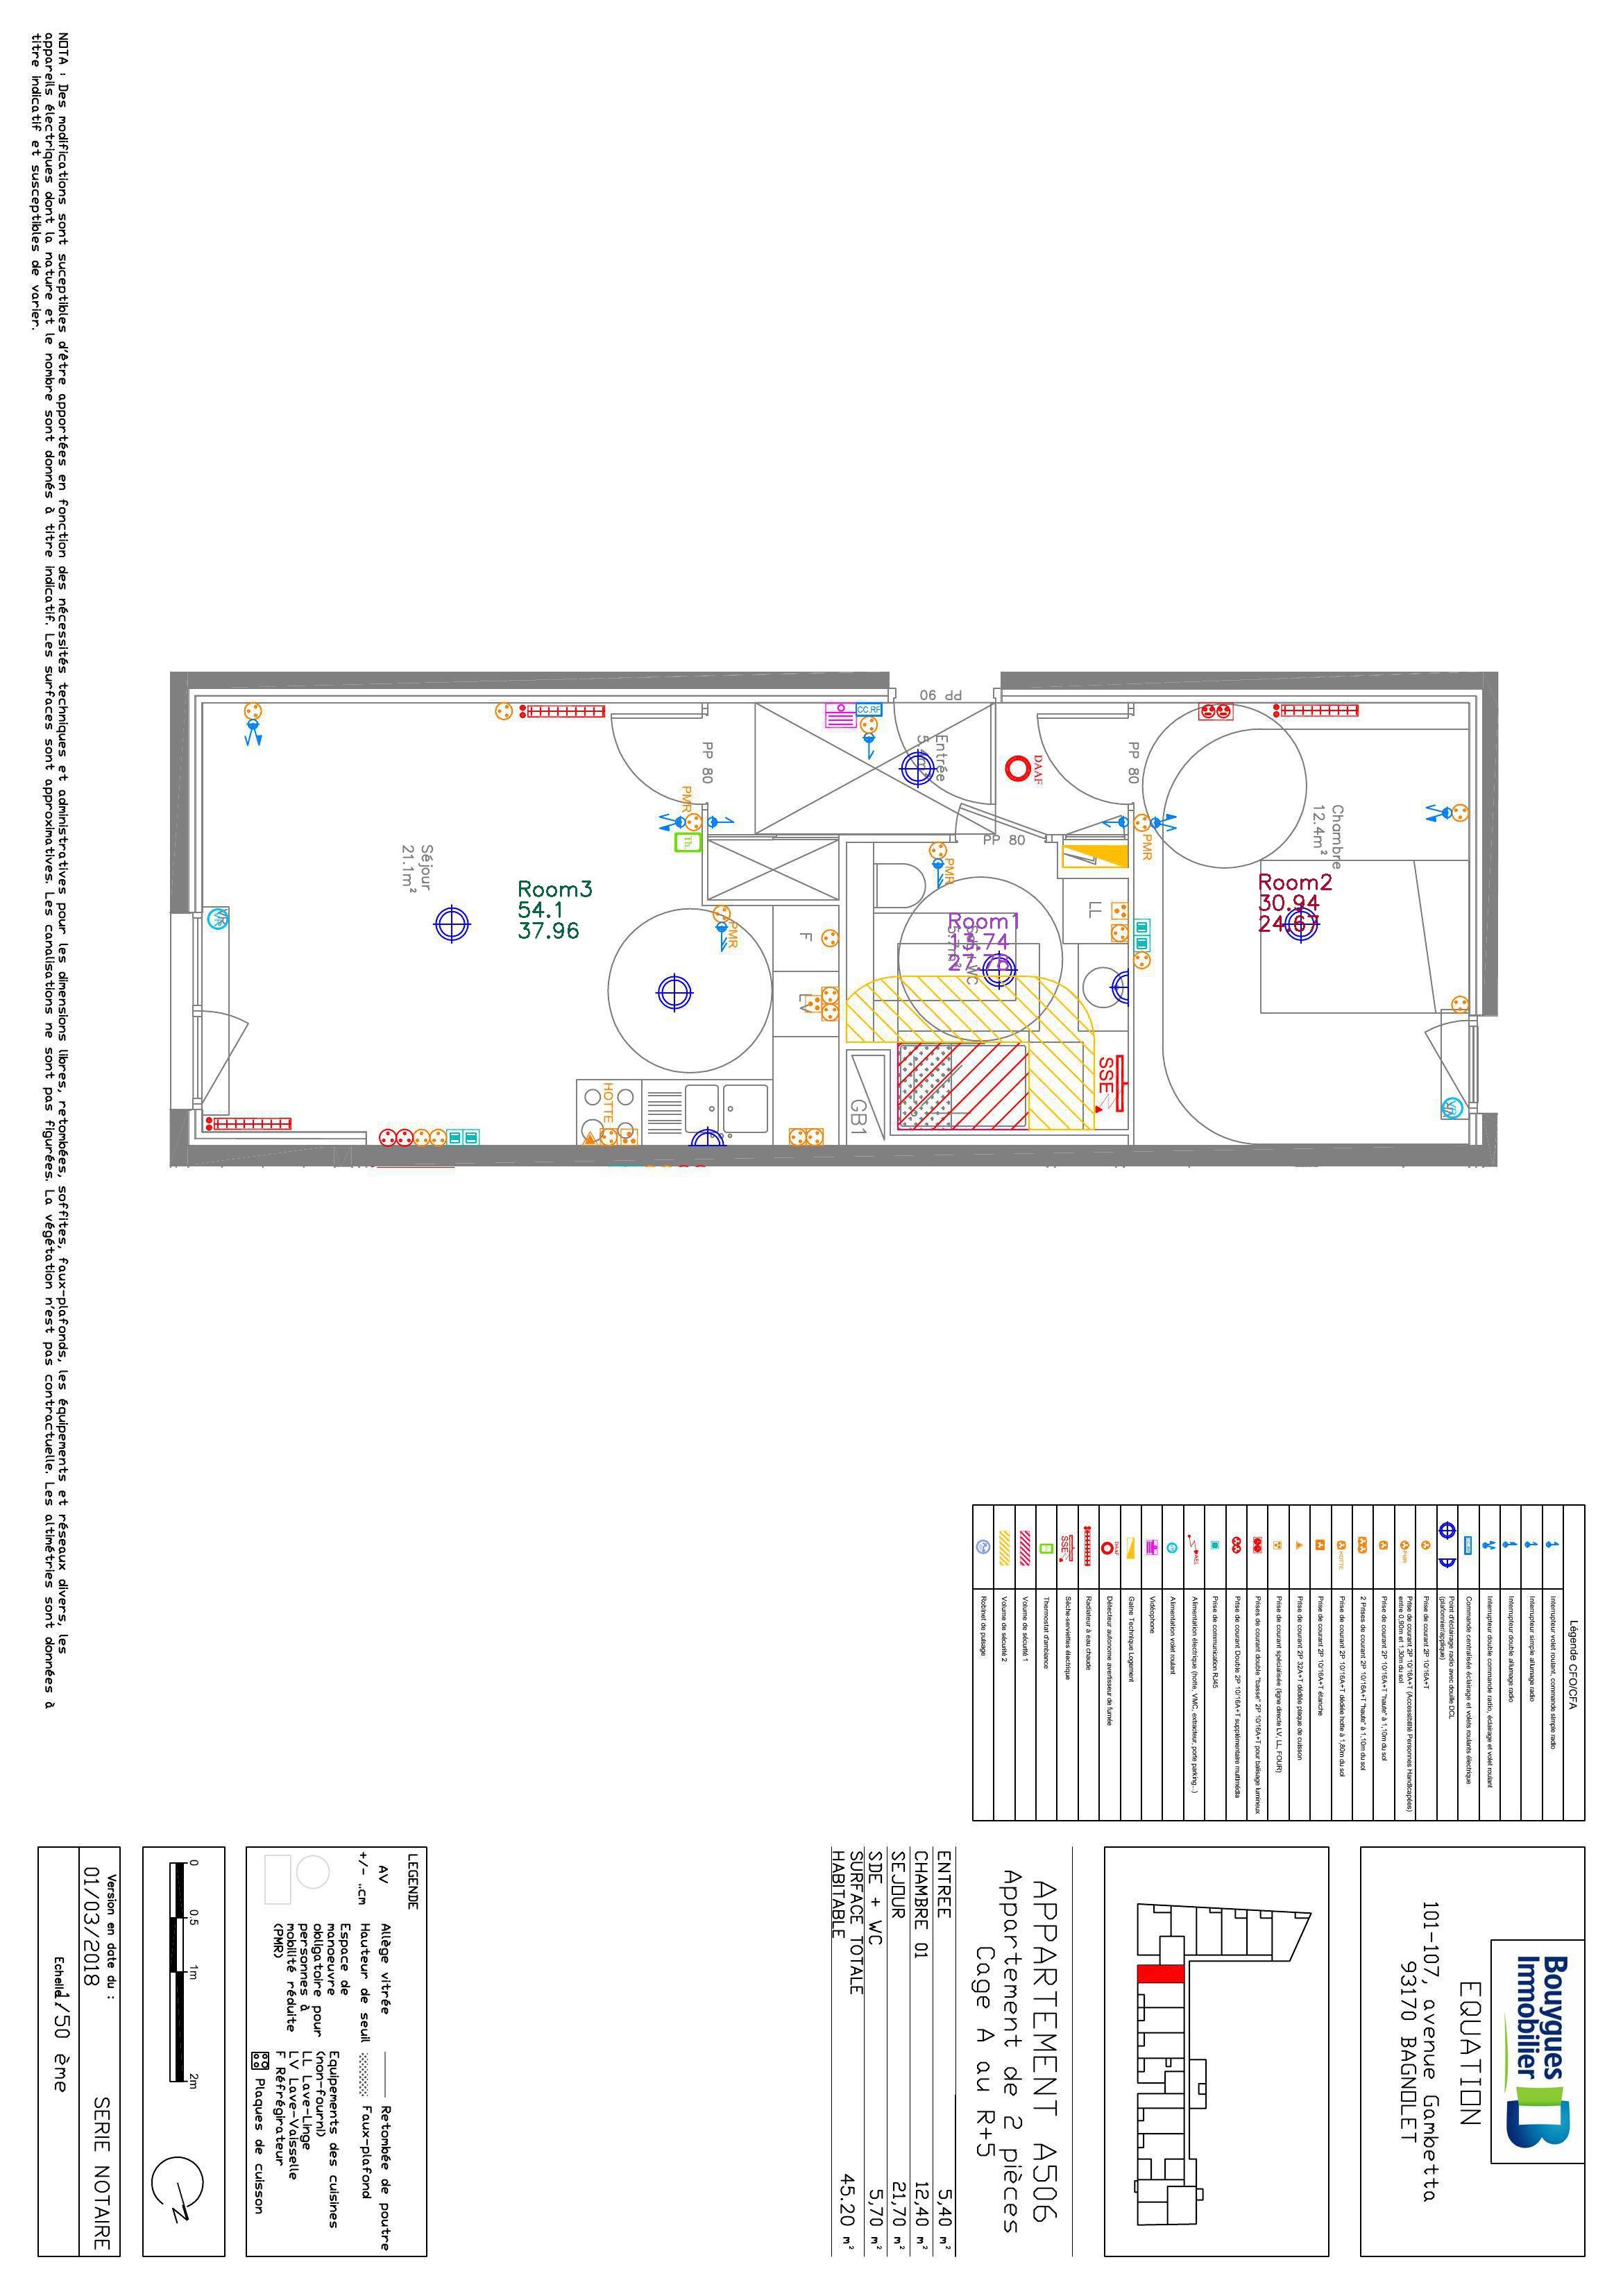 NOTA : Des modifications sont suceptibles d'être apportées en fonction des nécessités techniques et administratives pour les dimensions libres, retombées, soffites, faux-plafonds, les équipements et réseaux divers, les
appareils électriques dont la nature et le nombre sont donnés à titre indicatif. Les surfaces sont approximatives. Les canalisations ne sont pas figurées. La végétation n'est pas contractuelle. Les altimétries sont données à
titre indicatif et susceptibles de varier.
PP 90
PP 80
PP 80
PP 80
CC.RF
Entrée
DAAF
PMR
PMR
PMR
PMR
Th.
Séjour
21.1m²
Chambre
12.4m²
Room3
54.1
37.96
Room1
Room2
30.94
24.67
LL
F
LV
HOTTE
GB1
SSE
VR
VR
Légende CFO/CFA
Interrupteur volet roulant, commande simple radio
Interrupteur simple allumage radio
Interrupteur double allumage radio
Interrupteur double commande radio, éclairage et volet roulant
Commande centralisée éclairage et volets roulants électrique
Point d'éclairage radio avec douille DCL
(plafonnier/applique)
Prise de courant 2P 10/16A+T
Prise de courant 2P 10/16A+T (Accessibilité Personnes Handicapées)
entre 0,90m et 1,30m du sol
Prise de courant 2P 10/16A+T "haute" à 1,10m du sol
2 Prises de courant 2P 10/16A+T "haute" à 1,10m du sol
Prise de courant 2P 10/16A+T dédiée hotte à 1,80m du sol
Prise de courant 2P 10/16A+T étanche
Prise de courant 2P 32A+T dédiée plaque de cuisson
Prise de courant spécialisée (ligne directe LV, LL, FOUR)
Prises de courant double "basse" 2P 10/16A+T pour balisage lumineux
Prise de courant Double 2P 10/16A+T supplémentaire multimédia
Prise de communication RJ45
Alimentation électrique (hotte, VMC, extracteur, porte parking...)
Alimentation volet roulant
Vidéophone
Gaine Technique Logement
Détecteur autonome avertisseur de fumée
Radiateur à eau chaude
Sèche-serviettes électrique
Thermostat d'ambiance
Volume de sécurité 1
Volume de sécurité 2
Robinet de puisage
Bouygues
Immobilier
EQUATION
101-107, avenue Gambetta
93170 BAGNOLET
APPARTEMENT A506
Appartement de 2 pièces
Cage A au R+5
ENTREE 5,40 m²
CHAMBRE 01 12,40 m²
SEJOUR 21,70 m²
SDE + WC 5,70 m²
SURFACE TOTALE
HABITABLE 45.20 m²
LEGENDE
AV Allège vitrée
+/- ..cm Hauteur de seuil
Espace de
manoeuvre
obligatoire pour
personnes à
mobilité réduite
(PMR)
Retombée de poutre
Faux-plafond
Equipements des cuisines
(non-fourni)
LL Lave-Linge
LV Lave-Vaisselle
F Réfrigérateur
Plaques de cuisson
0 0.5 1m 2m
N
Version en date du :
01/03/2018
SERIE NOTAIRE
Echelle 1/50 ème